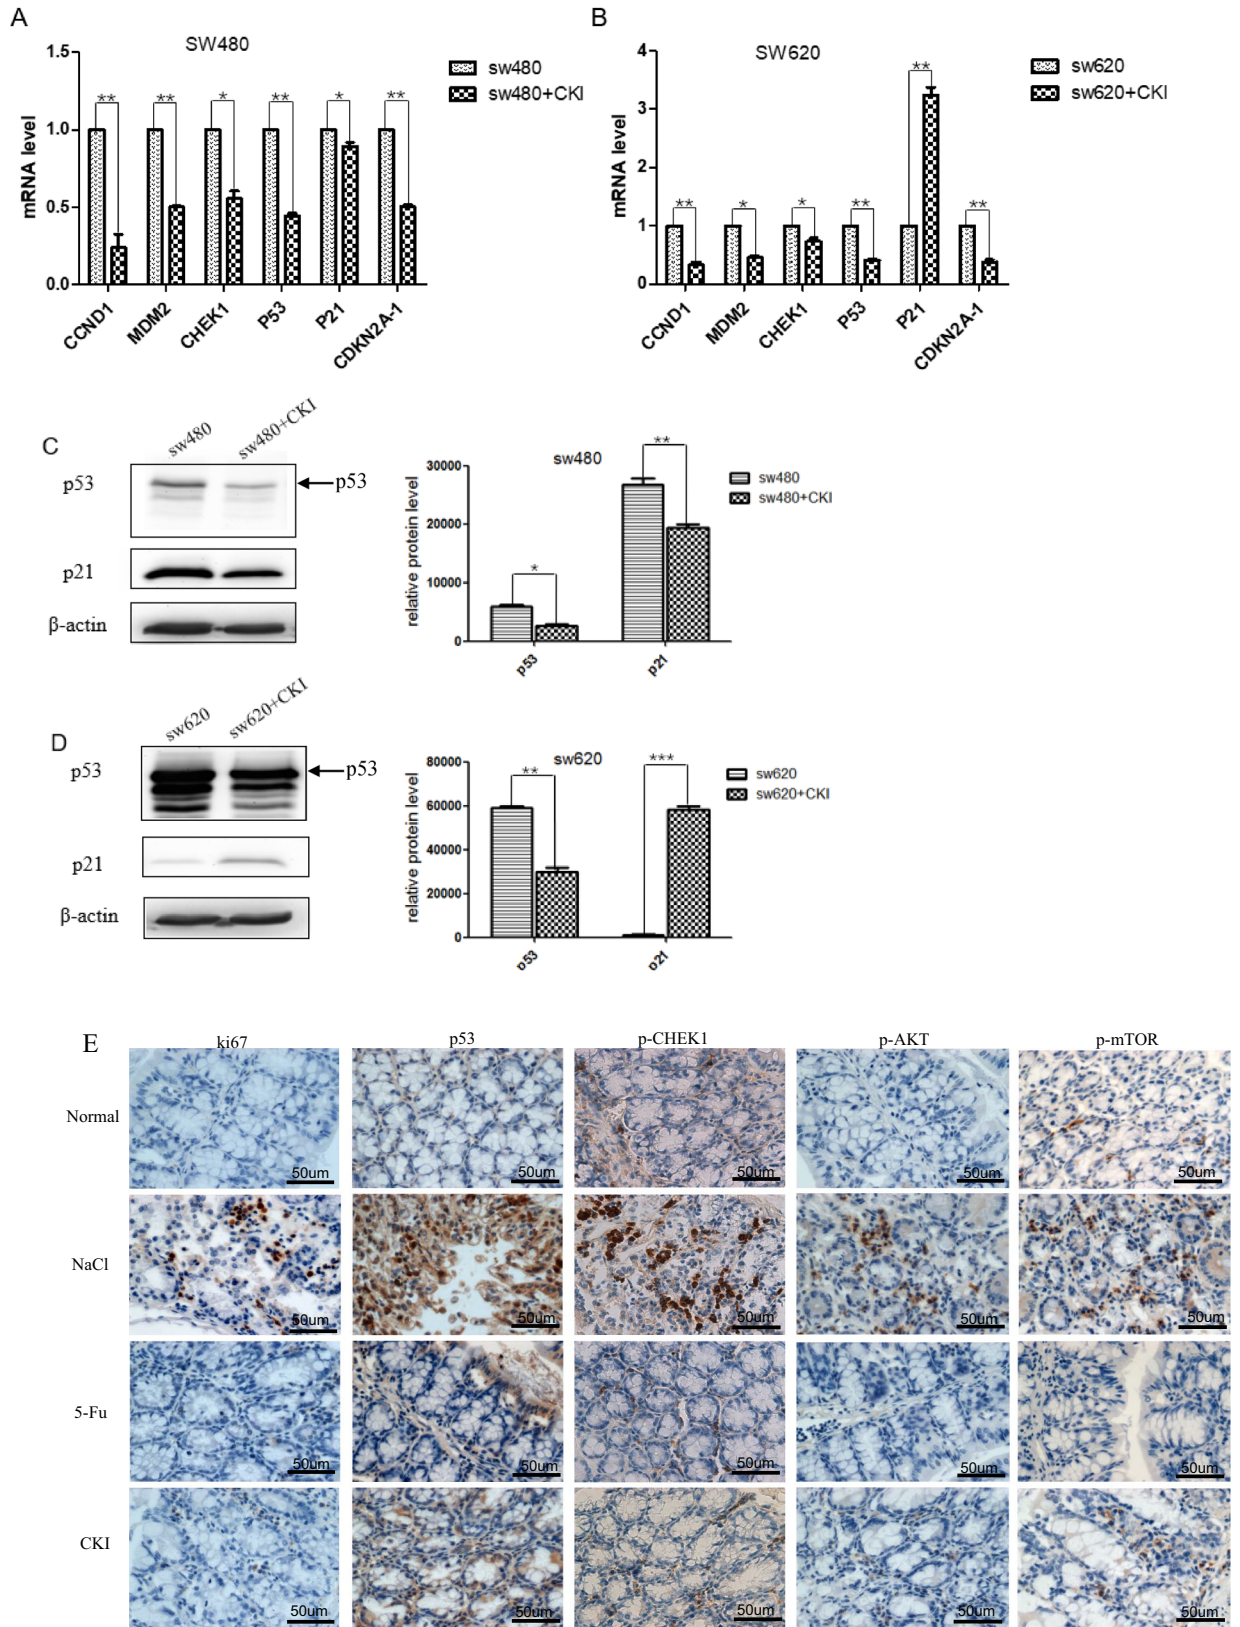 A
SW480
1.5
1.0
0.5
0.0
mRNA level
** ** * ** * **
CCND1 MDM2 CHEK1 P53 P21 CDKN2A-1
sw480
sw480+CKI
B
SW620
4
3
2
1
0
mRNA level
** * * ** ** **
CCND1 MDM2 CHEK1 P53 P21 CDKN2A-1
sw620
sw620+CKI
C
sw480 sw480+CKI
p53
p53
p21
β-actin
sw480
30000
20000
10000
0
relative protein level
* **
p53 p21
sw480
sw480+CKI
D
sw620 sw620+CKI
p53
p53
p21
β-actin
sw620
80000
60000
40000
20000
0
relative protein level
** ***
p53 p21
sw620
sw620+CKI
E
ki67 p53 p-CHEK1 p-AKT p-mTOR
Normal
50um 50um 50um 50um 50um
NaCl
50um 50um 50um 50um 50um
5-Fu
50um 50um 50um 50um 50um
CKI
50um 50um 50um 50um 50um